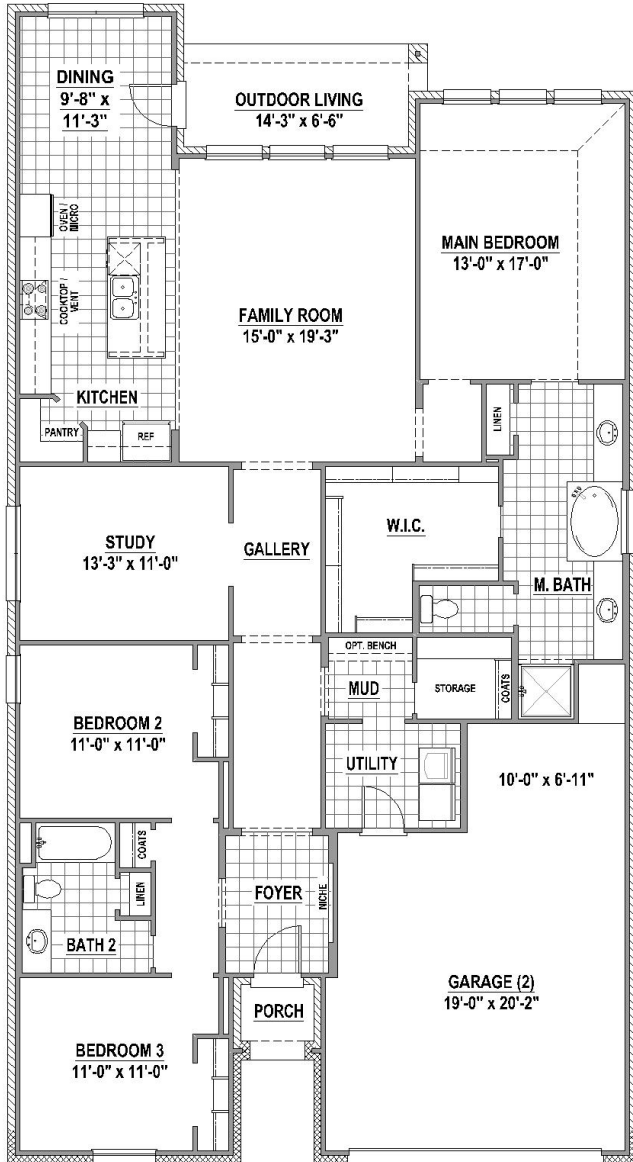 DINING
9'-8" x
11'-3"
OUTDOOR LIVING
14'-3" x 6'-6"
OVEN /
MICRO
MAIN BEDROOM
13'-0" x 17'-0"
COOKTOP /
VENT
FAMILY ROOM
15'-0" x 19'-3"
KITCHEN
PANTRY
REF
LINEN
STUDY
13'-3" x 11'-0"
GALLERY
W.I.C.
M. BATH
OPT. BENCH
MUD
STORAGE
COATS
BEDROOM 2
11'-0" x 11'-0"
UTILITY
10'-0" x 6'-11"
COATS
LINEN
BATH 2
FOYER
NICHE
PORCH
GARAGE (2)
19'-0" x 20'-2"
BEDROOM 3
11'-0" x 11'-0"